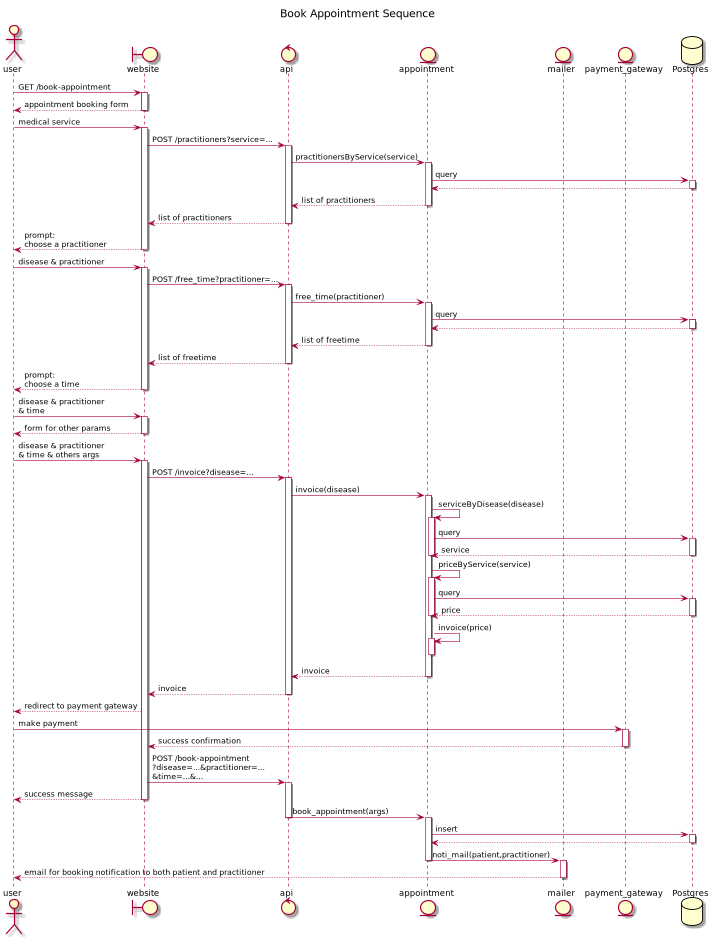 Book Appointment Sequence
user
website
api
appointment
mailer
payment_gateway
Postgres
GET /book-appointment
appointment booking form
medical service
POST /practitioners?service=...
practitionersByService(service)
query
list of practitioners
list of practitioners
prompt:
choose a practitioner
disease & practitioner
POST /free_time?practitioner=...
free_time(practitioner)
query
list of freetime
list of freetime
prompt:
choose a time
disease & practitioner
& time
form for other params
disease & practitioner
& time & others args
POST /invoice?disease=...
invoice(disease)
serviceByDisease(disease)
query
service
priceByService(service)
query
price
invoice(price)
invoice
invoice
redirect to payment gateway
make payment
success confirmation
POST /book-appointment
?disease=...&practitioner=...
&time=...&...
success message
book_appointment(args)
insert
noti_mail(patient,practitioner)
email for booking notification to both patient and practitioner
user
website
api
appointment
mailer
payment_gateway
Postgres